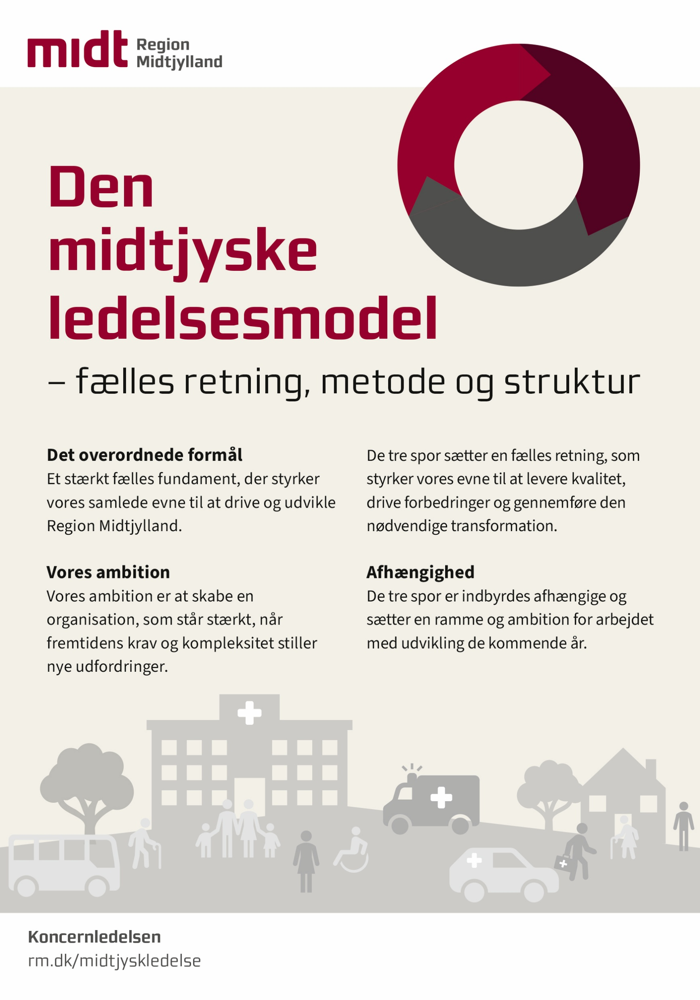 midt Region
Midtjylland
Den
midtjyske
ledelsesmodel
– fælles retning, metode og struktur
Det overordnede formål
Et stærkt fælles fundament, der styrker
vores samlede evne til at drive og udvikle
Region Midtjylland.
Vores ambition
Vores ambition er at skabe en
organisation, som står stærkt, når
fremtidens krav og kompleksitet stiller
nye udfordringer.
De tre spor sætter en fælles retning, som
styrker vores evne til at levere kvalitet,
drive forbedringer og gennemføre den
nødvendige transformation.
Afhængighed
De tre spor er indbyrdes afhængige og
sætter en ramme og ambition for arbejdet
med udvikling de kommende år.
Koncernledelsen
rm.dk/midtjyskledelse